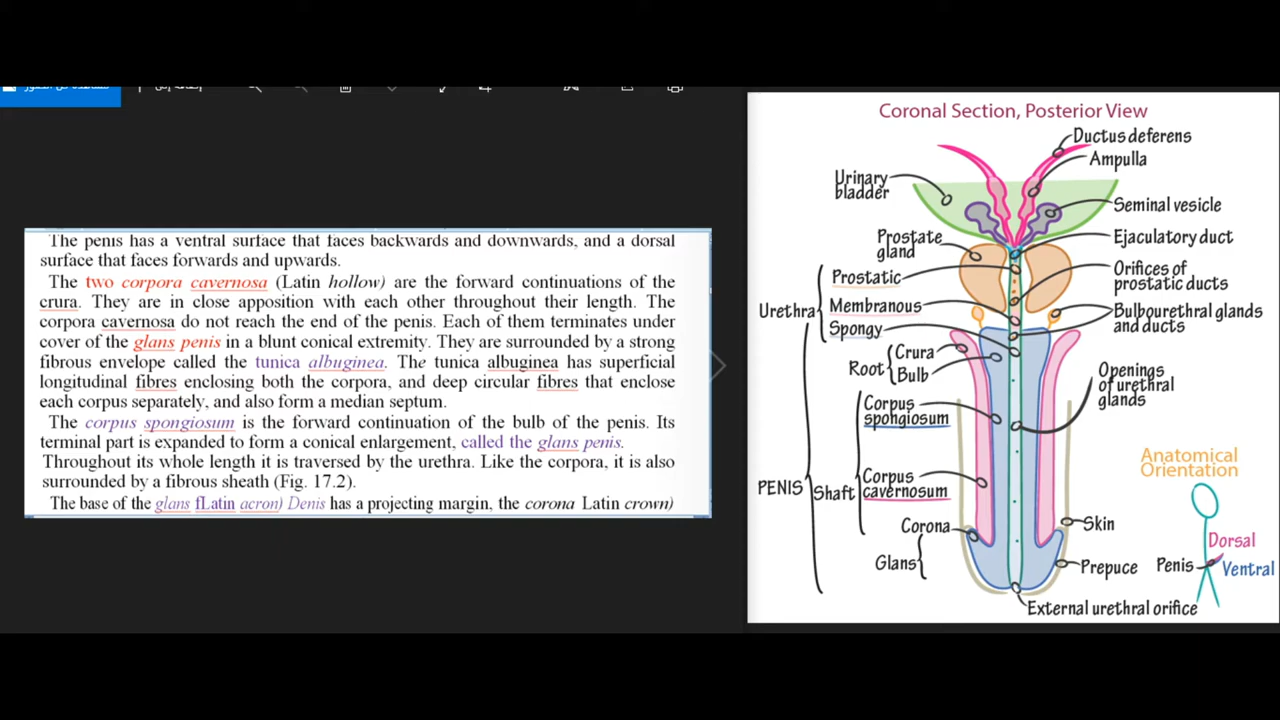 The penis has a ventral surface that faces backwards and downwards, and a dorsal
surface that faces forwards and upwards.
The two corpora cavernosa (Latin hollow) are the forward continuations of the
crura. They are in close apposition with each other throughout their length. The
corpora cavernosa do not reach the end of the penis. Each of them terminates under
cover of the glans penis in a blunt conical extremity. They are surrounded by a strong
fibrous envelope called the tunica albuginea. The tunica albuginea has superficial
longitudinal fibres enclosing both the corpora, and deep circular fibres that enclose
each corpus separately, and also form a median septum.
The corpus spongiosum is the forward continuation of the bulb of the penis. Its
terminal part is expanded to form a conical enlargement, called the glans penis.
Throughout its whole length it is traversed by the urethra. Like the corpora, it is also
surrounded by a fibrous sheath (Fig. 17.2).
The base of the glans fLatin acron) Denis has a projecting margin, the corona Latin crown)
Coronal Section, Posterior View
Ductus deferens
Ampulla
Urinary
bladder
Seminal vesicle
Prostate
gland
Ejaculatory duct
Urethra
Prostatic
Membranous
Spongy
Orifices of
prostatic ducts
Bulbourethral glands
and ducts
Root
Crura
Bulb
Openings
of urethral
glands
PENIS
Shaft
Corpus
spongiosum
Corpus
cavernosum
Anatomical
Orientation
Corona
Skin
Glans
Prepuce
External urethral orifice
Dorsal
Penis
Ventral